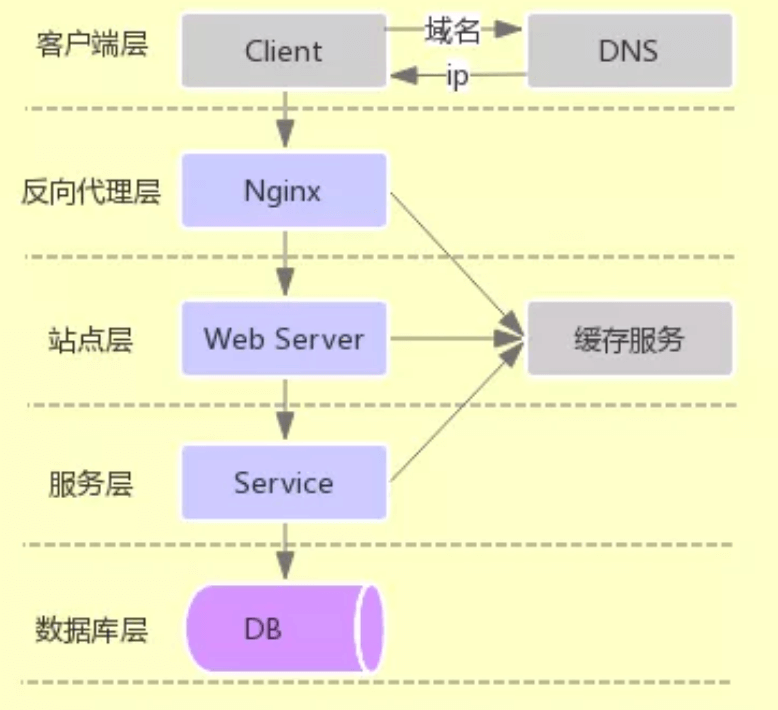 客户端层
Client
域名
DNS
ip
反向代理层
Nginx
站点层
Web Server
缓存服务
服务层
Service
数据库层
DB